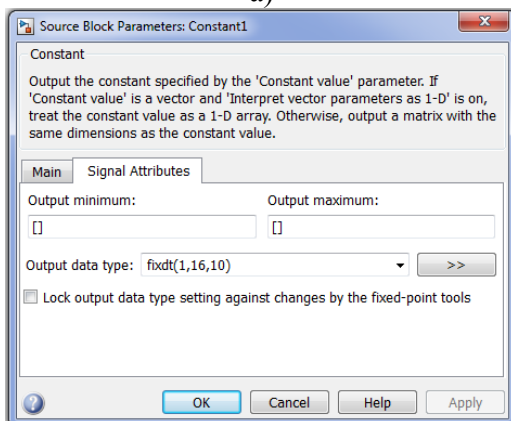 Source Block Parameters: Constant1
Constant
Output the constant specified by the 'Constant value' parameter. If
'Constant value' is a vector and 'Interpret vector parameters as 1-D' is on,
treat the constant value as a 1-D array. Otherwise, output a matrix with the
same dimensions as the constant value.
Main Signal Attributes
Output minimum: Output maximum:
[] []
Output data type: fixdt(1,16,10) >>
Lock output data type setting against changes by the fixed-point tools
OK Cancel Help Apply